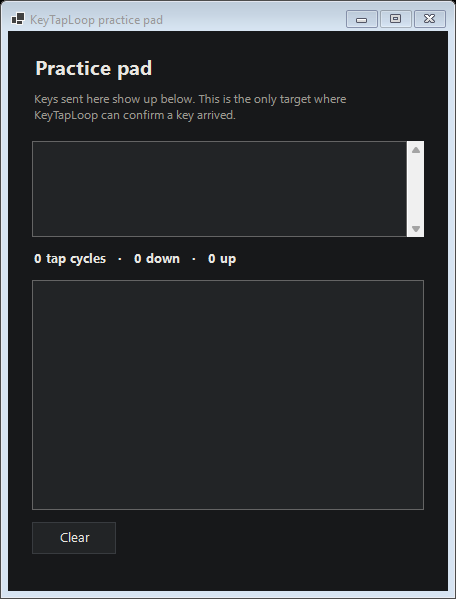 KeyTapLoop practice pad
Practice pad
Keys sent here show up below. This is the only target where
KeyTapLoop can confirm a key arrived.
0 tap cycles · 0 down · 0 up
Clear